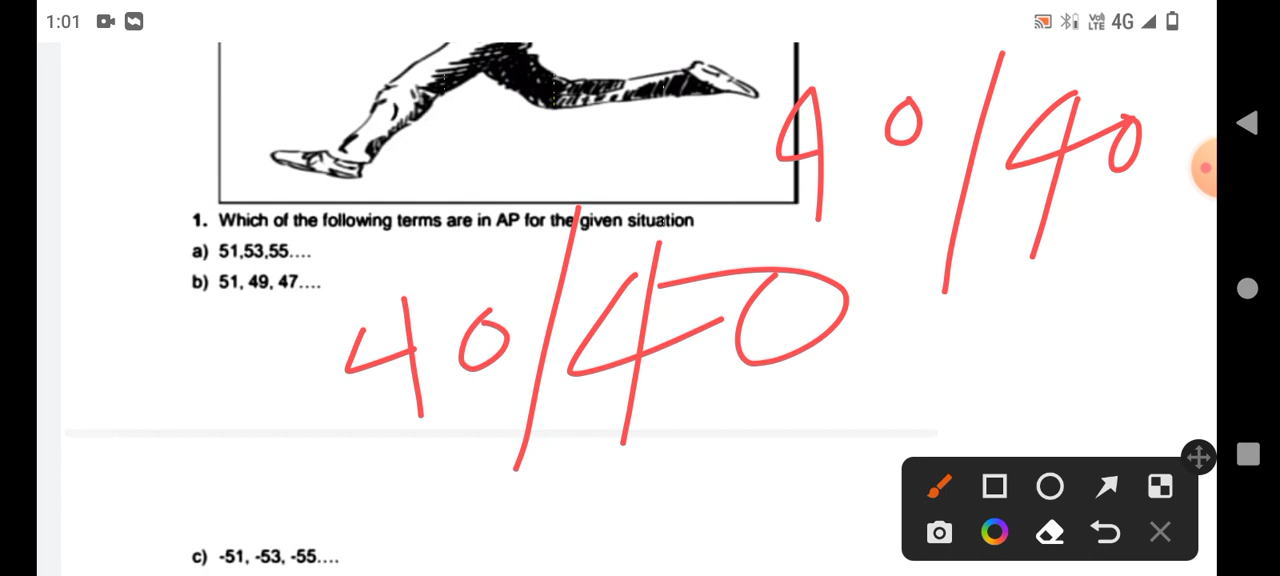 1:01 VoLTE 4G
40/40
1. Which of the following terms are in AP for the given situation
a) 51,53,55....
b) 51, 49, 47....
40/40
c) -51, -53, -55....